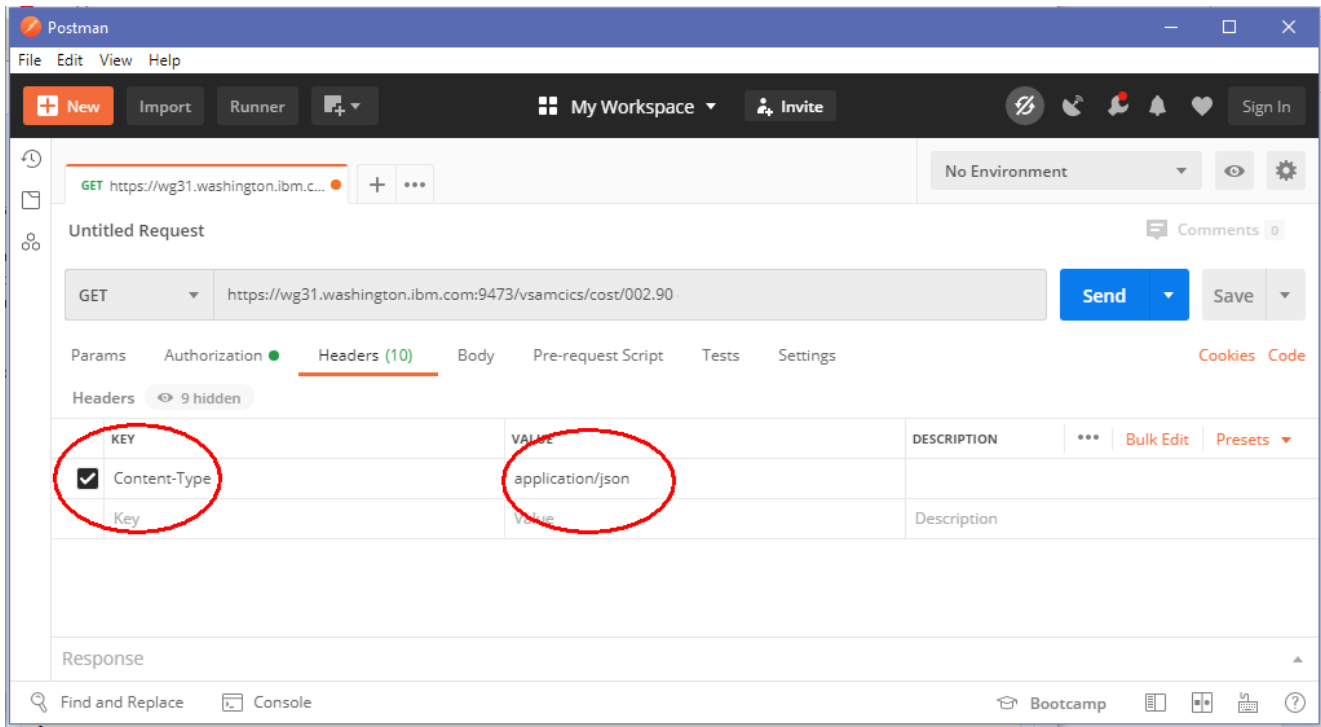 Postman
File Edit View Help
New Import Runner My Workspace Invite Sign In
GET https://wg31.washington.ibm.c... No Environment
Untitled Request Comments 0
GET https://wg31.washington.ibm.com:9473/vsamcics/cost/002.90 Send Save
Params Authorization Headers (10) Body Pre-request Script Tests Settings Cookies Code
Headers 9 hidden
KEY VALUE DESCRIPTION ••• Bulk Edit Presets
Content-Type application/json
Key Value Description
Response
Find and Replace Console Bootcamp